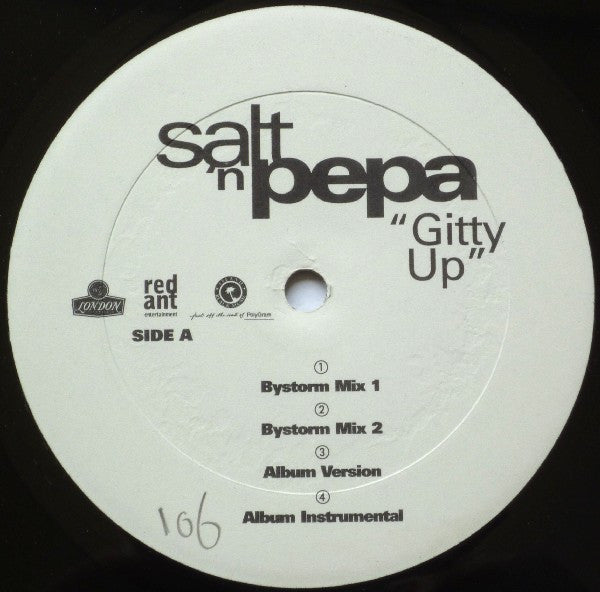 salt
'n pepa
"Gitty
Up"
LONDON
red
ant
entertainment
PolyGram
SIDE A
1
Bystorm Mix 1
2
Bystorm Mix 2
3
Album Version
4
Album Instrumental
106